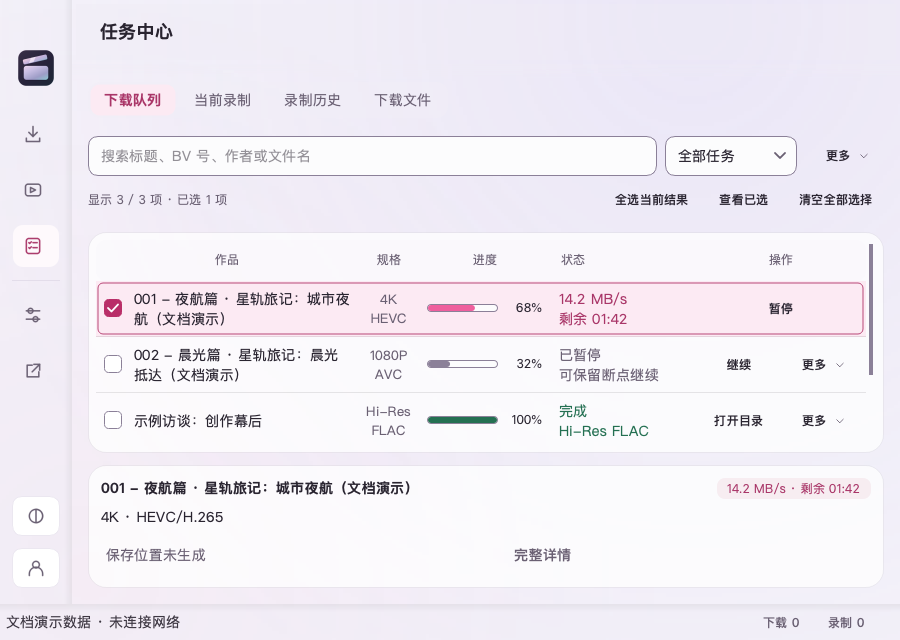 任务中心
下载队列 当前录制 录制历史 下载文件
搜索标题、BV 号、作者或文件名 全部任务 更多
显示 3 / 3 项 · 已选 1 项 全选当前结果 查看已选 清空全部选择
作品 规格 进度 状态 操作
001 – 夜航篇 · 星轨旅记：城市夜
航（文档演示）
4K
HEVC
68%
14.2 MB/s
剩余 01:42
暂停
002 – 晨光篇 · 星轨旅记：晨光
抵达（文档演示）
1080P
AVC
32%
已暂停
可保留断点继续
继续 更多
示例访谈：创作幕后
Hi-Res
FLAC
100%
完成
Hi-Res FLAC
打开目录 更多
001 – 夜航篇 · 星轨旅记：城市夜航（文档演示） 14.2 MB/s · 剩余 01:42
4K · HEVC/H.265
保存位置未生成 完整详情
文档演示数据 · 未连接网络 下载 0 录制 0